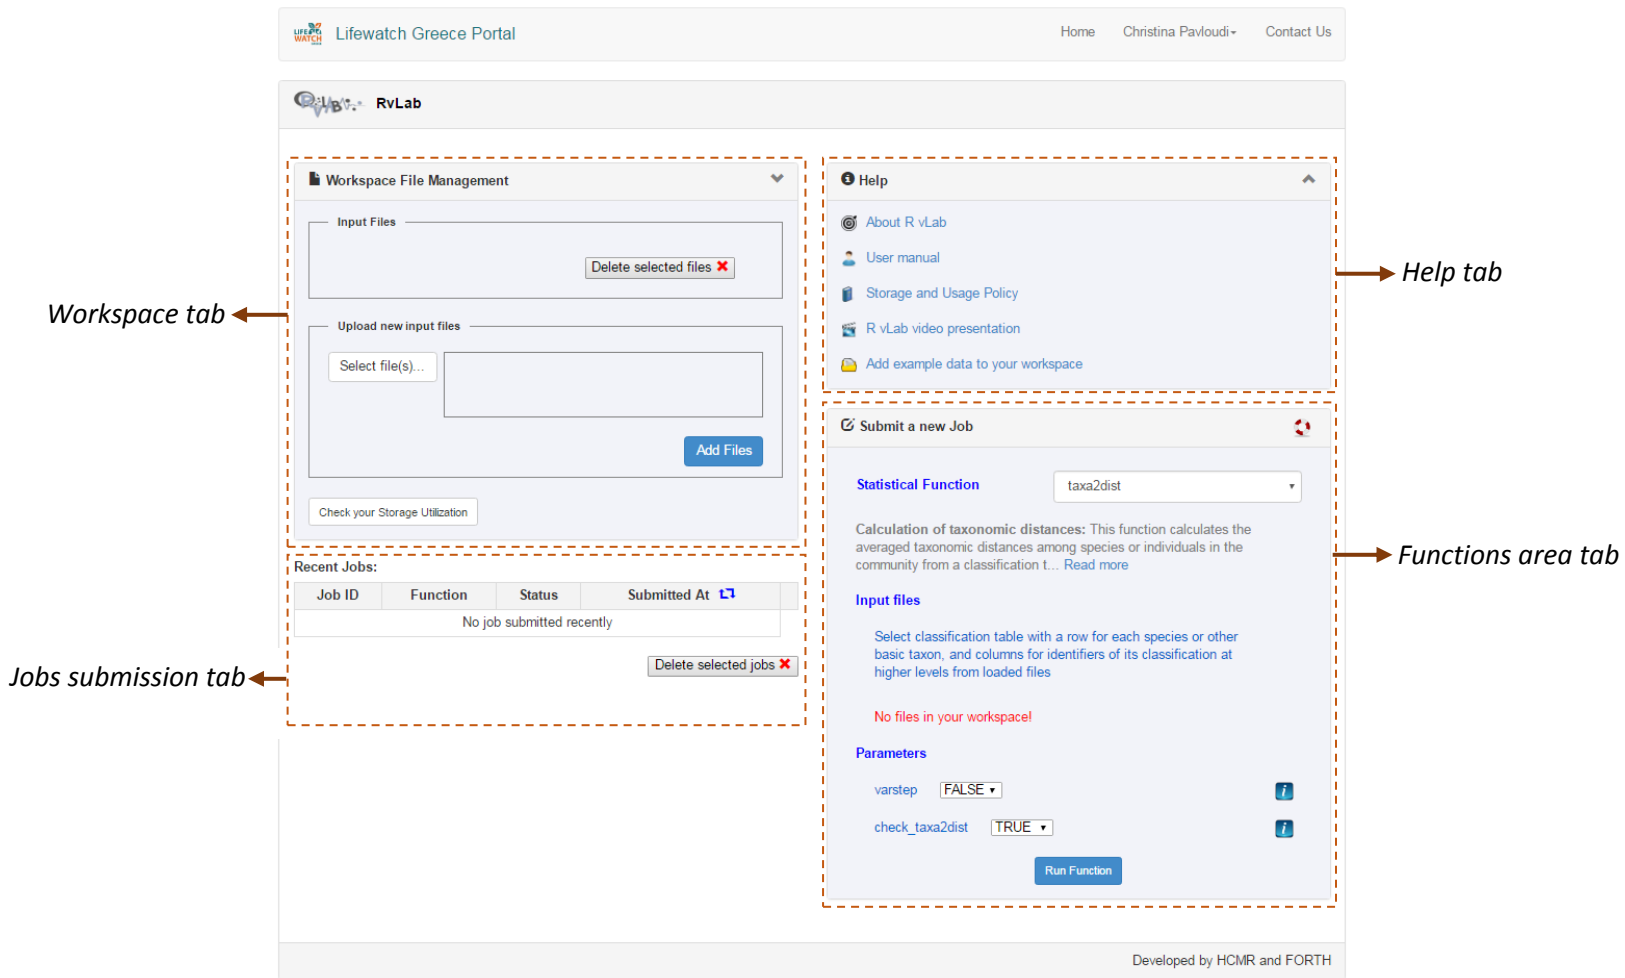 LIFE WATCH
Lifewatch Greece Portal
Home Christina Pavloudi Contact Us
RvLab
Workspace File Management
Input Files
Delete selected files
Upload new input files
Select file(s)...
Add Files
Check your Storage Utilization
Workspace tab
Recent Jobs:
Job ID Function Status Submitted At
No job submitted recently
Delete selected jobs
Jobs submission tab
Help
About R vLab
User manual
Storage and Usage Policy
R vLab video presentation
Add example data to your workspace
Help tab
Submit a new Job
Statistical Function taxa2dist
Calculation of taxonomic distances: This function calculates the
averaged taxonomic distances among species or individuals in the
community from a classification t... Read more
Input files
Select classification table with a row for each species or other
basic taxon, and columns for identifiers of its classification at
higher levels from loaded files
No files in your workspace!
Parameters
varstep FALSE
check_taxa2dist TRUE
Run Function
Functions area tab
Developed by HCMR and FORTH